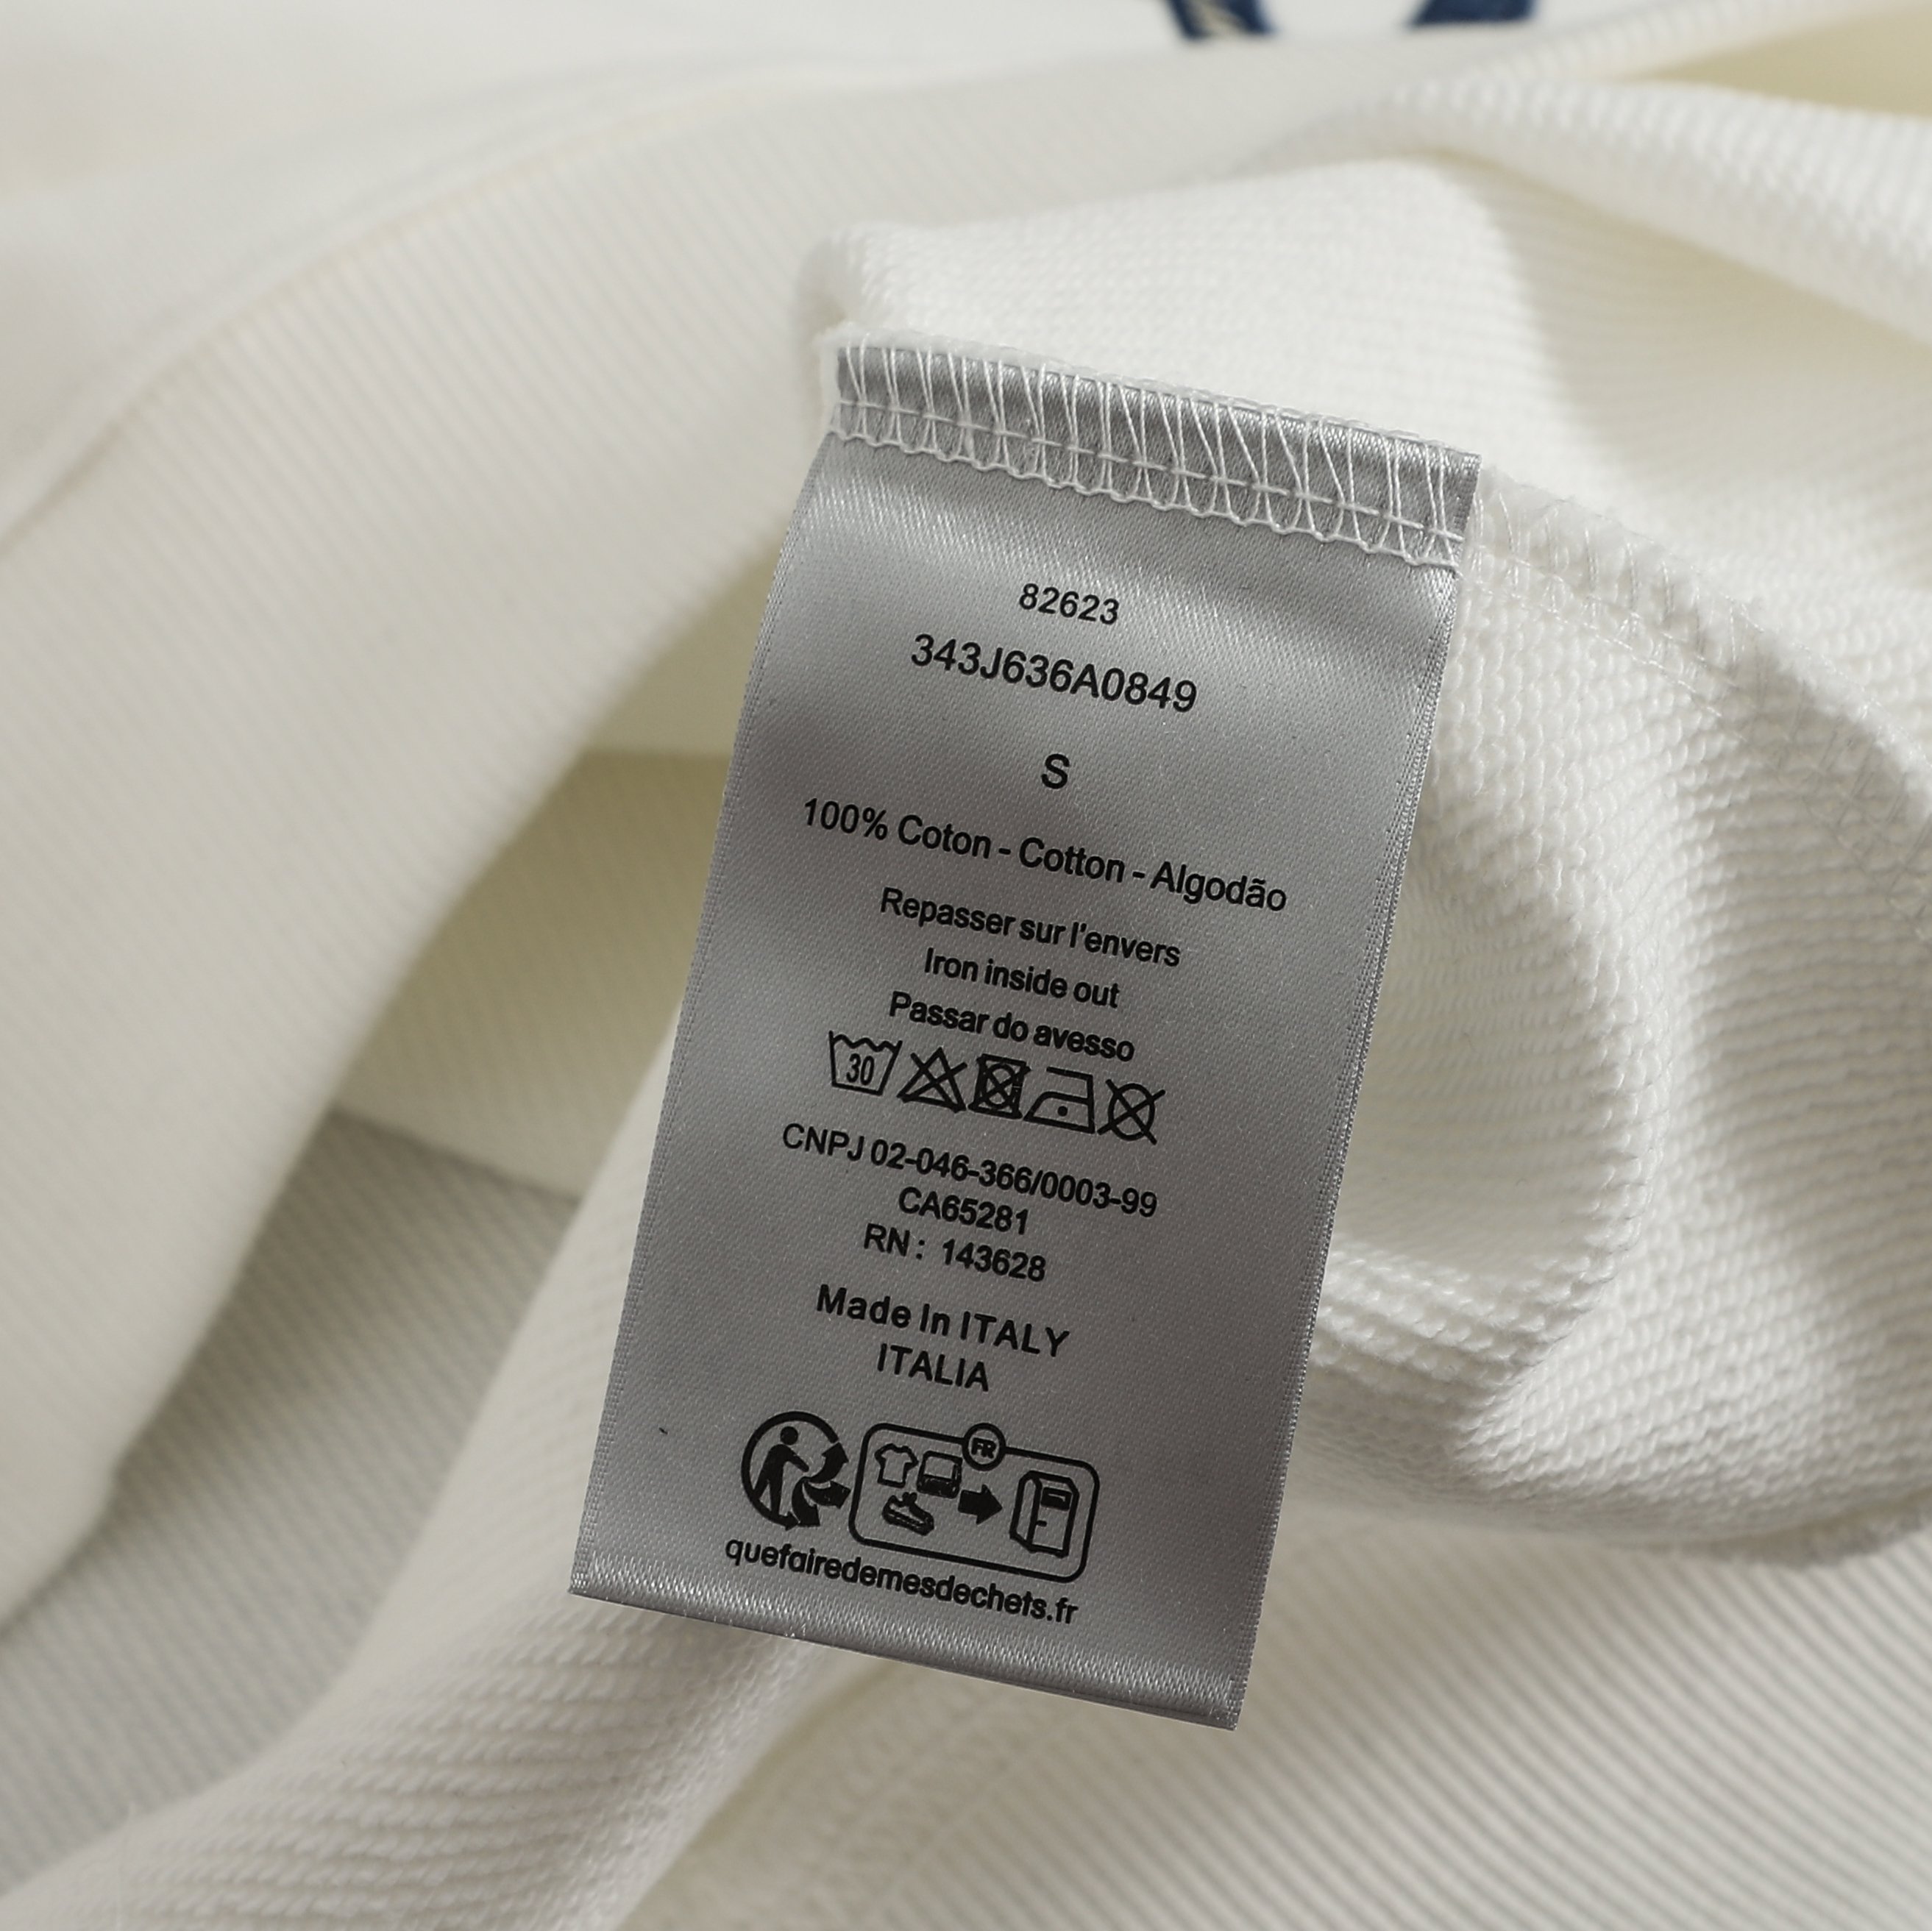 82623
343J636A0849
S
100% Coton - Cotton - Algodão
Repasser sur l'envers
Iron inside out
Passar do avesso
30
CNPJ 02-046-366/0003-99
CA65281
RN: 143628
Made In ITALY
ITALIA
FR
quefairedemesdechets.fr